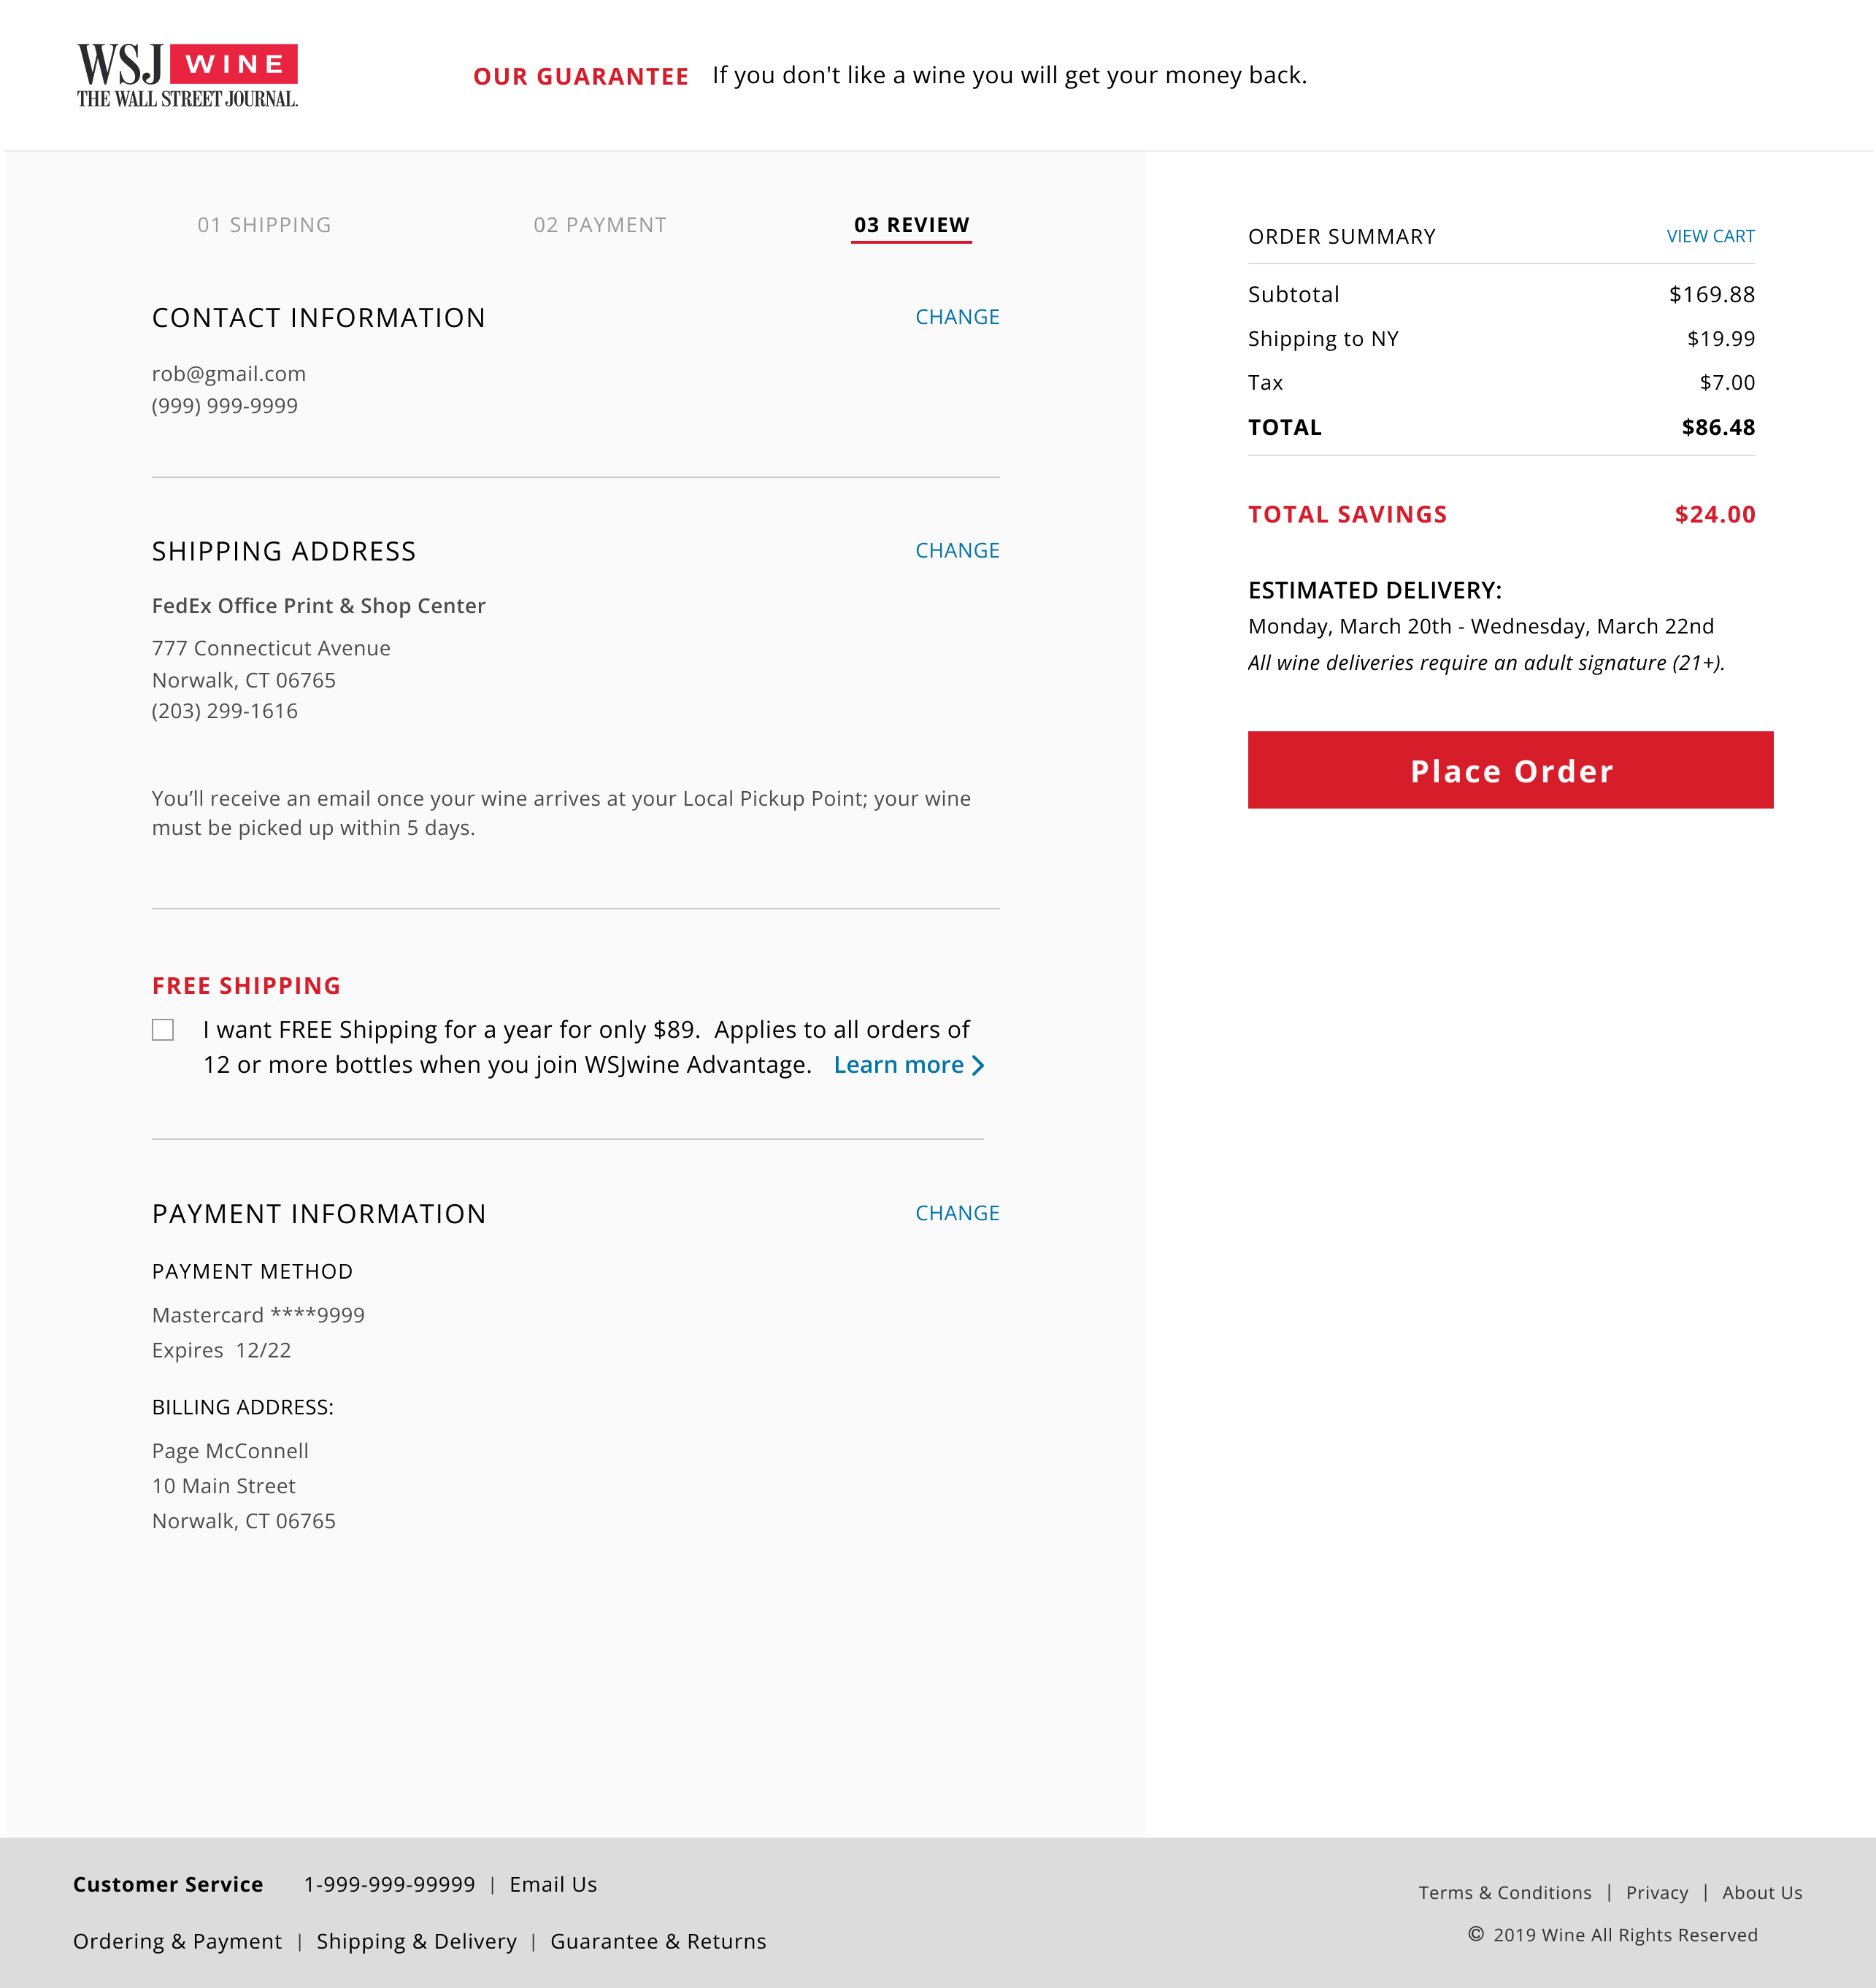 WSJ WINE
THE WALL STREET JOURNAL.
OUR GUARANTEE If you don't like a wine you will get your money back.
01 SHIPPING 02 PAYMENT 03 REVIEW
CONTACT INFORMATION CHANGE
rob@gmail.com
(999) 999-9999
SHIPPING ADDRESS CHANGE
FedEx Office Print & Shop Center
777 Connecticut Avenue
Norwalk, CT 06765
(203) 299-1616
You’ll receive an email once your wine arrives at your Local Pickup Point; your wine
must be picked up within 5 days.
FREE SHIPPING
I want FREE Shipping for a year for only $89. Applies to all orders of
12 or more bottles when you join WSJwine Advantage. Learn more
PAYMENT INFORMATION CHANGE
PAYMENT METHOD
Mastercard ****9999
Expires 12/22
BILLING ADDRESS:
Page McConnell
10 Main Street
Norwalk, CT 06765
ORDER SUMMARY VIEW CART
Subtotal $169.88
Shipping to NY $19.99
Tax $7.00
TOTAL $86.48
TOTAL SAVINGS $24.00
ESTIMATED DELIVERY:
Monday, March 20th - Wednesday, March 22nd
All wine deliveries require an adult signature (21+).
Place Order
Customer Service 1-999-999-99999 | Email Us
Ordering & Payment | Shipping & Delivery | Guarantee & Returns
Terms & Conditions | Privacy | About Us
© 2019 Wine All Rights Reserved